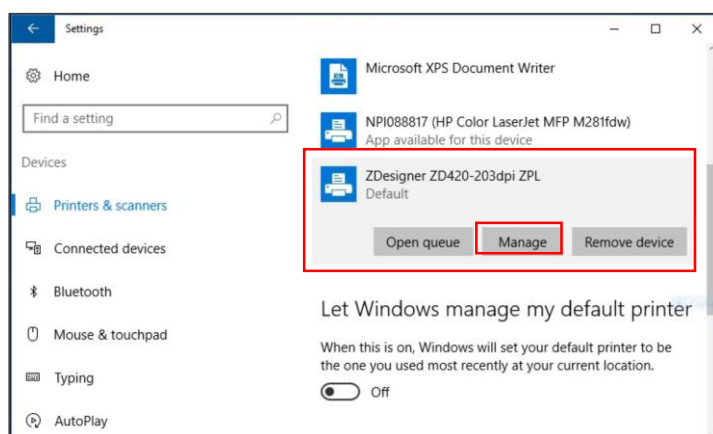 Settings
Home
Find a setting
Devices
Printers & scanners
Connected devices
Bluetooth
Mouse & touchpad
Typing
AutoPlay
Microsoft XPS Document Writer
NPI088817 (HP Color LaserJet MFP M281fdw)
App available for this device
ZDesigner ZD420-203dpi ZPL
Default
Open queue Manage Remove device
Let Windows manage my default printer
When this is on, Windows will set your default printer to be
the one you used most recently at your current location.
Off